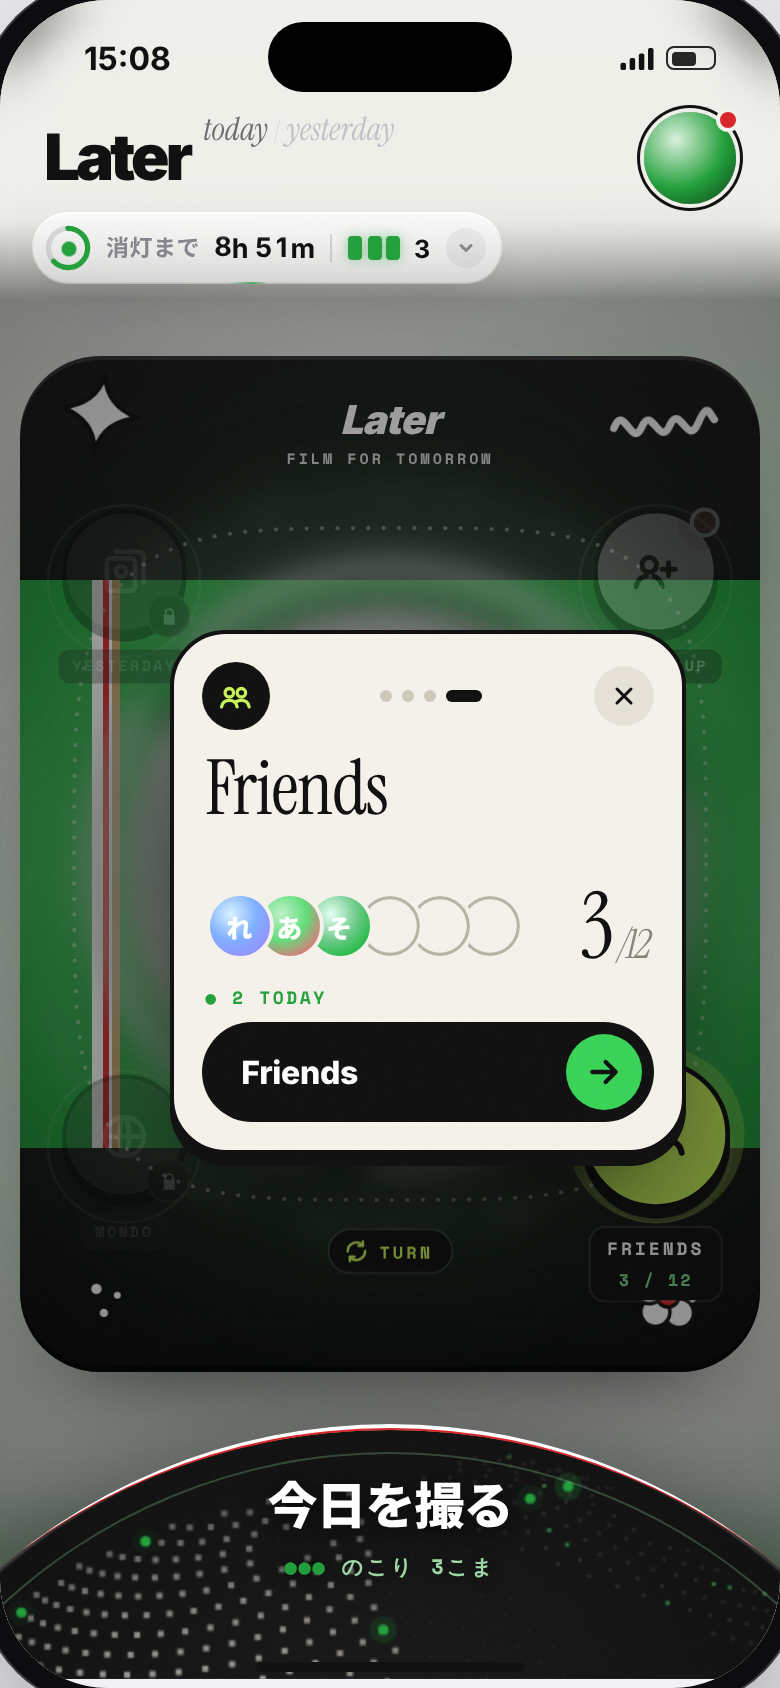 15:08
Later today | yesterday
消灯まで 8h 51m 3
Later
FILM FOR TOMORROW
YESTERDAY
UP
Friends
れ あ そ
3/12
2 TODAY
Friends
MONDO
TURN
FRIENDS
3 / 12
今日を撮る
のこり 3こま